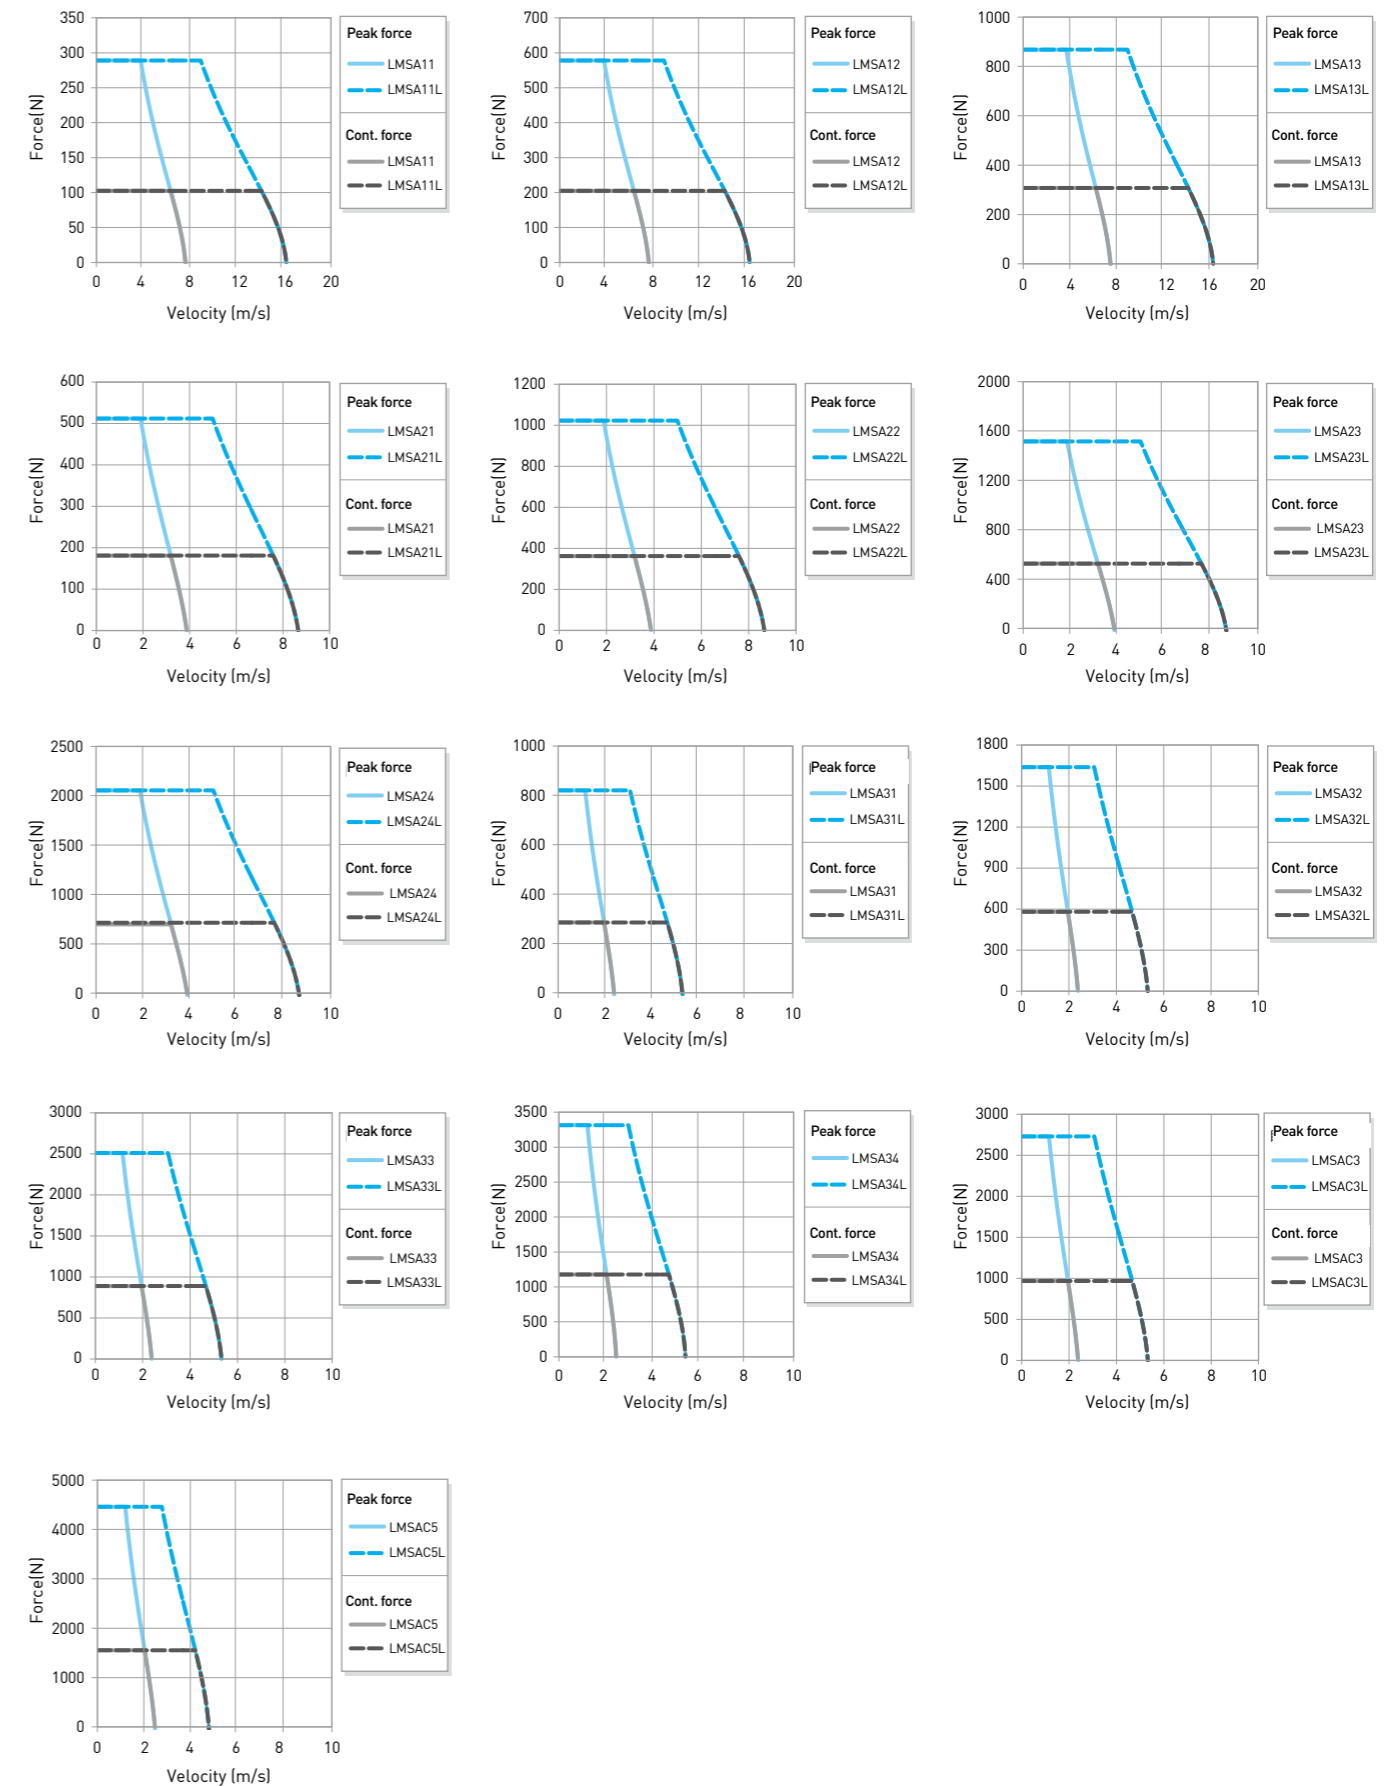 350
300
250
200
150
100
50
0
0 4 8 12 16 20
Force(N)
Velocity (m/s)
Peak force
LMSA11
LMSA11L
Cont. force
LMSA11
LMSA11L
700
600
500
400
300
200
100
0
0 4 8 12 16 20
Force(N)
Velocity (m/s)
Peak force
LMSA12
LMSA12L
Cont. force
LMSA12
LMSA12L
1000
800
600
400
200
0
0 4 8 12 16 20
Force(N)
Velocity (m/s)
Peak force
LMSA13
LMSA13L
Cont. force
LMSA13
LMSA13L
600
500
400
300
200
100
0
0 2 4 6 8 10
Force(N)
Velocity (m/s)
Peak force
LMSA21
LMSA21L
Cont. force
LMSA21
LMSA21L
1200
1000
800
600
400
200
0
0 2 4 6 8 10
Force(N)
Velocity (m/s)
Peak force
LMSA22
LMSA22L
Cont. force
LMSA22
LMSA22L
2000
1600
1200
800
400
0
0 2 4 6 8 10
Force(N)
Velocity (m/s)
Peak force
LMSA23
LMSA23L
Cont. force
LMSA23
LMSA23L
2500
2000
1500
1000
500
0
0 2 4 6 8 10
Force(N)
Velocity (m/s)
Peak force
LMSA24
LMSA24L
Cont. force
LMSA24
LMSA24L
1000
800
600
400
200
0
0 2 4 6 8 10
Force(N)
Velocity (m/s)
Peak force
LMSA31
LMSA31L
Cont. force
LMSA31
LMSA31L
1800
1500
1200
900
600
300
0
0 2 4 6 8 10
Force(N)
Velocity (m/s)
Peak force
LMSA32
LMSA32L
Cont. force
LMSA32
LMSA32L
3000
2500
2000
1500
1000
500
0
0 2 4 6 8 10
Force(N)
Velocity (m/s)
Peak force
LMSA33
LMSA33L
Cont. force
LMSA33
LMSA33L
3500
3000
2500
2000
1500
1000
500
0
0 2 4 6 8 10
Force(N)
Velocity (m/s)
Peak force
LMSA34
LMSA34L
Cont. force
LMSA34
LMSA34L
3000
2500
2000
1500
1000
500
0
0 2 4 6 8 10
Force(N)
Velocity (m/s)
Peak force
LMSAC3
LMSAC3L
Cont. force
LMSAC3
LMSAC3L
5000
4000
3000
2000
1000
0
0 2 4 6 8 10
Force(N)
Velocity (m/s)
Peak force
LMSAC5
LMSAC5L
Cont. force
LMSAC5
LMSAC5L